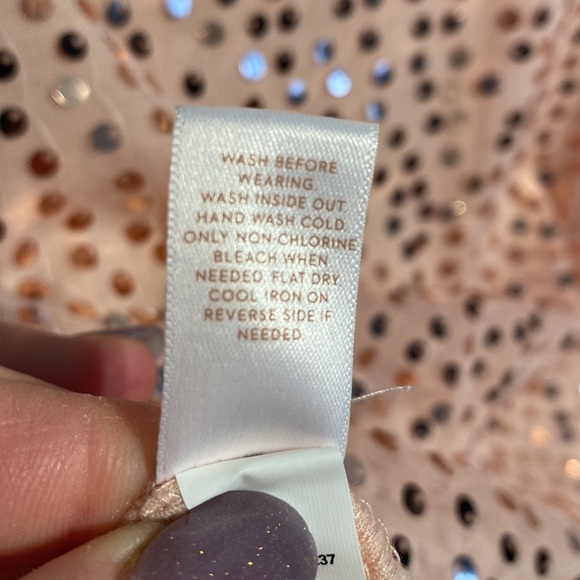 WASH BEFORE
WEARING.
WASH INSIDE OUT
HAND WASH COLD
ONLY NON-CHLORINE
BLEACH WHEN
NEEDED. FLAT DRY.
COOL IRON ON
REVERSE SIDE IF
NEEDED.
37